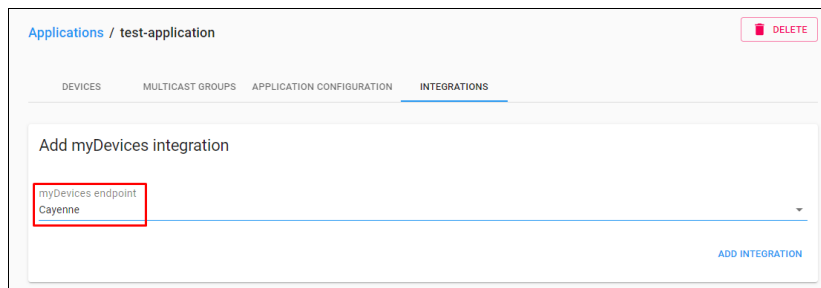 Applications / test-application
DELETE
DEVICES MULTICAST GROUPS APPLICATION CONFIGURATION INTEGRATIONS
Add myDevices integration
myDevices endpoint
Cayenne
ADD INTEGRATION